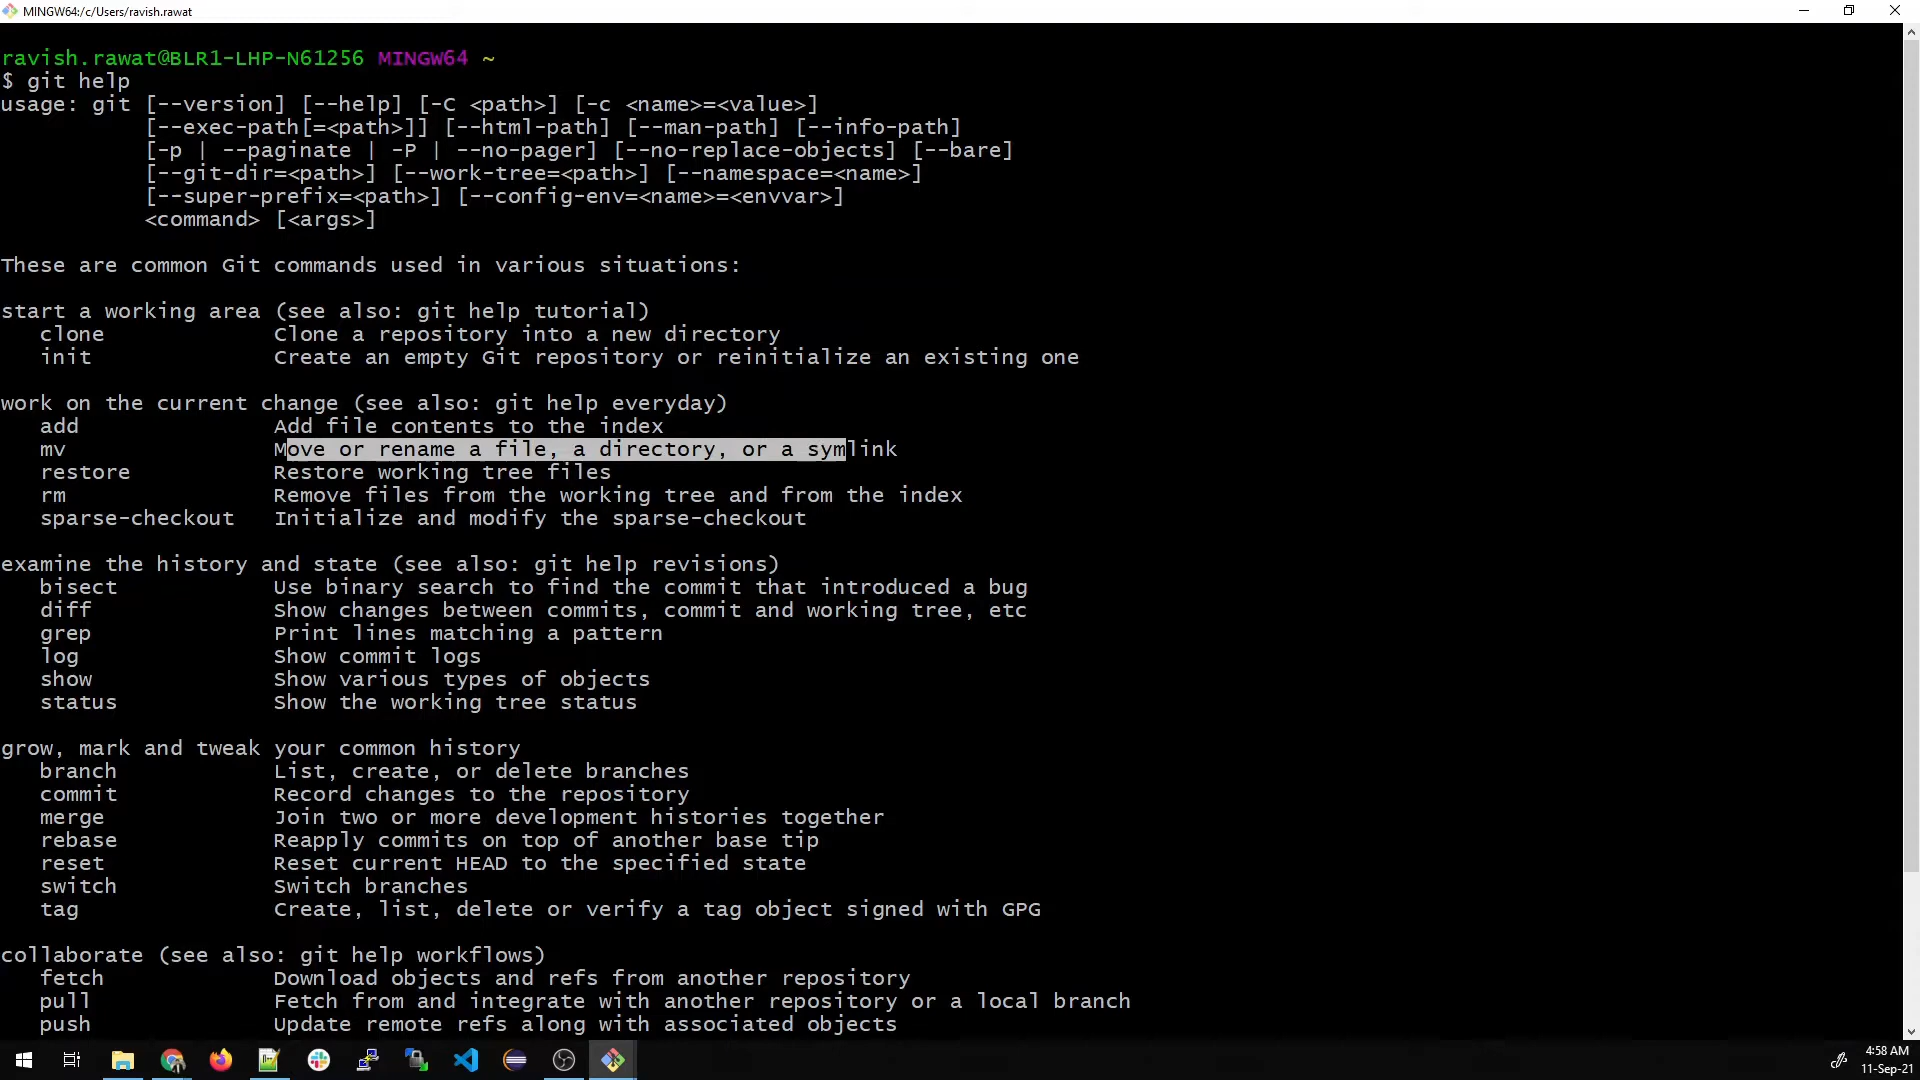 MINGW64:/c/Users/ravish.rawat
ravish.rawat@BLR1-LHP-N61256 MINGW64 ~
$ git help
usage: git [--version] [--help] [-C <path>] [-c <name>=<value>]
           [--exec-path[=<path>]] [--html-path] [--man-path] [--info-path]
           [-p | --paginate | -P | --no-pager] [--no-replace-objects] [--bare]
           [--git-dir=<path>] [--work-tree=<path>] [--namespace=<name>]
           [--super-prefix=<path>] [--config-env=<name>=<envvar>]
           <command> [<args>]
These are common Git commands used in various situations:
start a working area (see also: git help tutorial)
   clone             Clone a repository into a new directory
   init              Create an empty Git repository or reinitialize an existing one
work on the current change (see also: git help everyday)
   add               Add file contents to the index
   mv                Move or rename a file, a directory, or a symlink
   restore           Restore working tree files
   rm                Remove files from the working tree and from the index
   sparse-checkout   Initialize and modify the sparse-checkout
examine the history and state (see also: git help revisions)
   bisect            Use binary search to find the commit that introduced a bug
   diff              Show changes between commits, commit and working tree, etc
   grep              Print lines matching a pattern
   log               Show commit logs
   show              Show various types of objects
   status            Show the working tree status
grow, mark and tweak your common history
   branch            List, create, or delete branches
   commit            Record changes to the repository
   merge             Join two or more development histories together
   rebase            Reapply commits on top of another base tip
   reset             Reset current HEAD to the specified state
   switch            Switch branches
   tag               Create, list, delete or verify a tag object signed with GPG
collaborate (see also: git help workflows)
   fetch             Download objects and refs from another repository
   pull              Fetch from and integrate with another repository or a local branch
   push              Update remote refs along with associated objects
4:58 AM
11-Sep-21